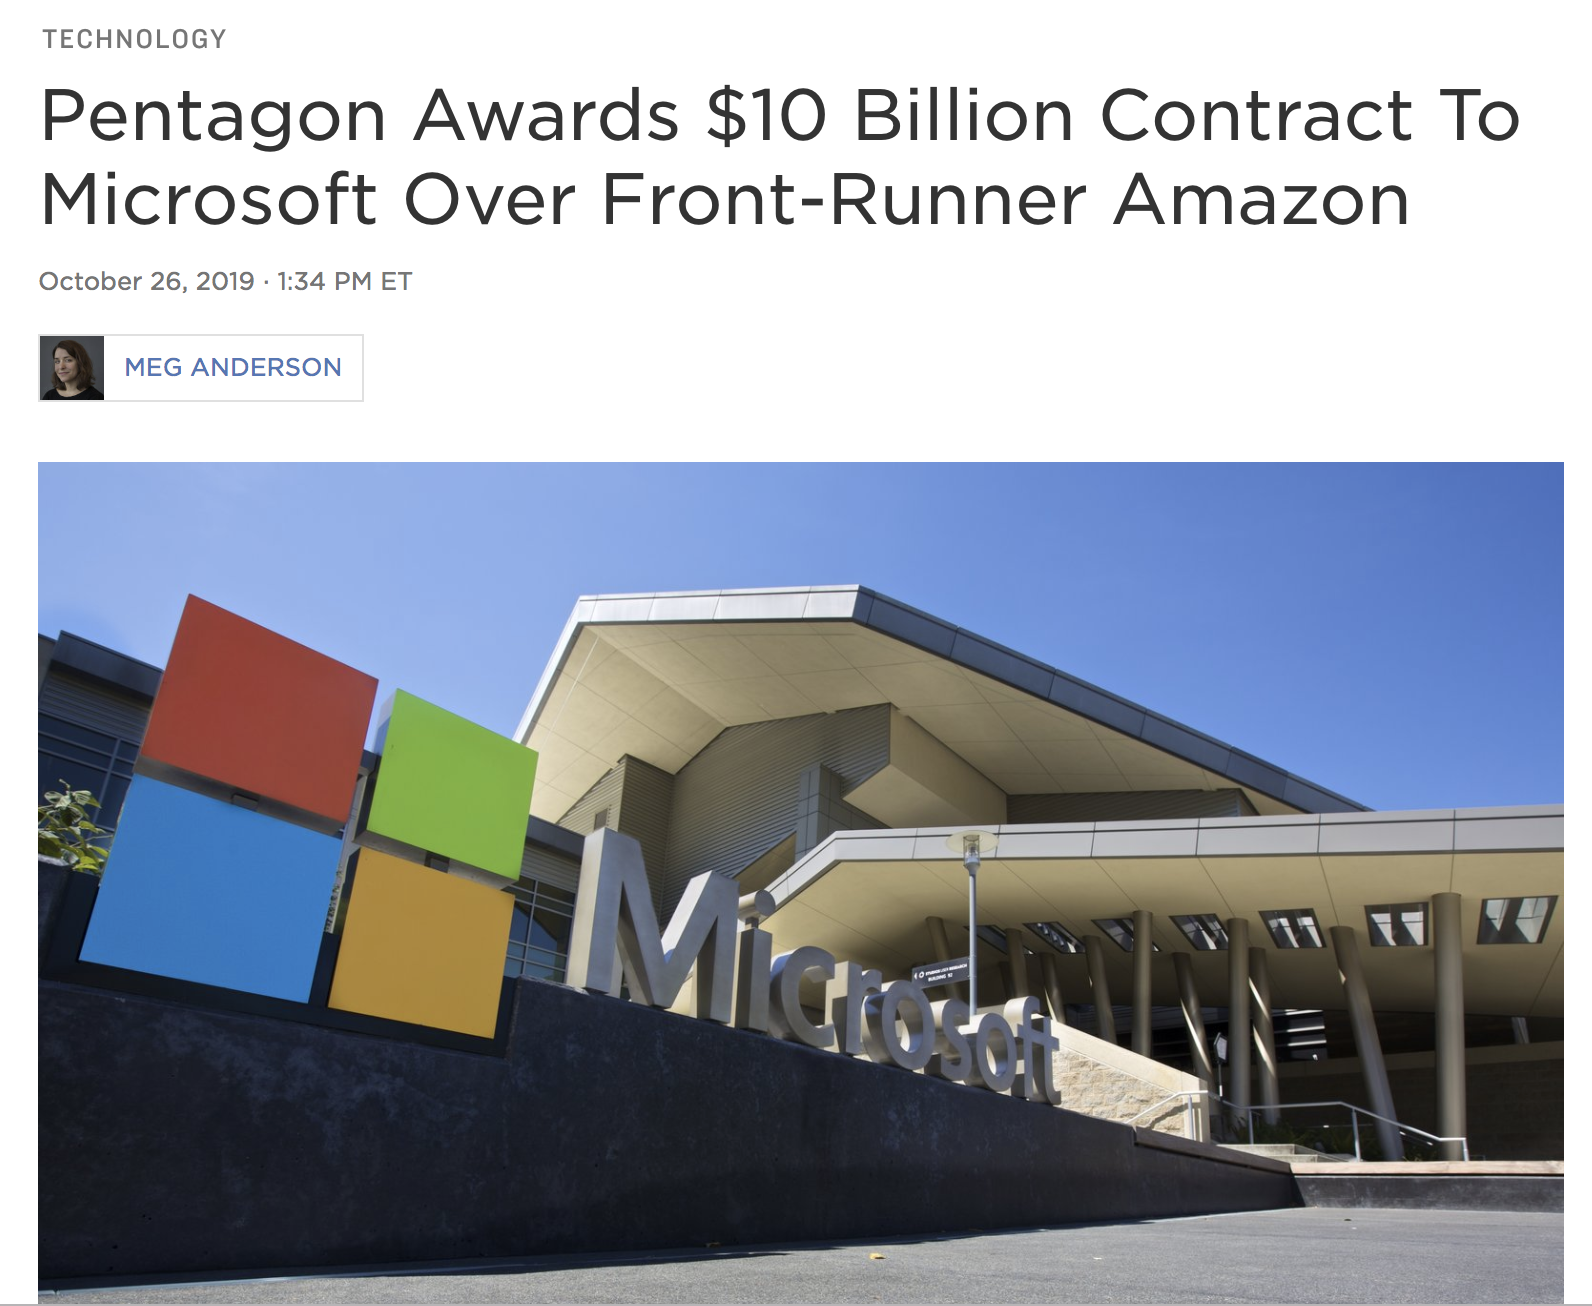 TECHNOLOGY
Pentagon Awards $10 Billion Contract To
Microsoft Over Front-Runner Amazon
October 26, 2019 · 1:34 PM ET
MEG ANDERSON
Microsoft